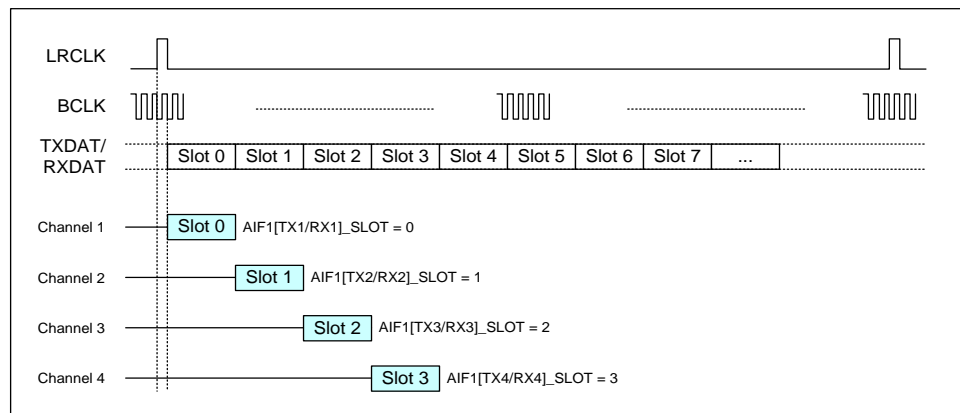 LRCLK
BCLK
TXDAT/
RXDAT
Slot 0 Slot 1 Slot 2 Slot 3 Slot 4 Slot 5 Slot 6 Slot 7 ...
Channel 1 Slot 0 AIF1[TX1/RX1]_SLOT = 0
Channel 2 Slot 1 AIF1[TX2/RX2]_SLOT = 1
Channel 3 Slot 2 AIF1[TX3/RX3]_SLOT = 2
Channel 4 Slot 3 AIF1[TX4/RX4]_SLOT = 3